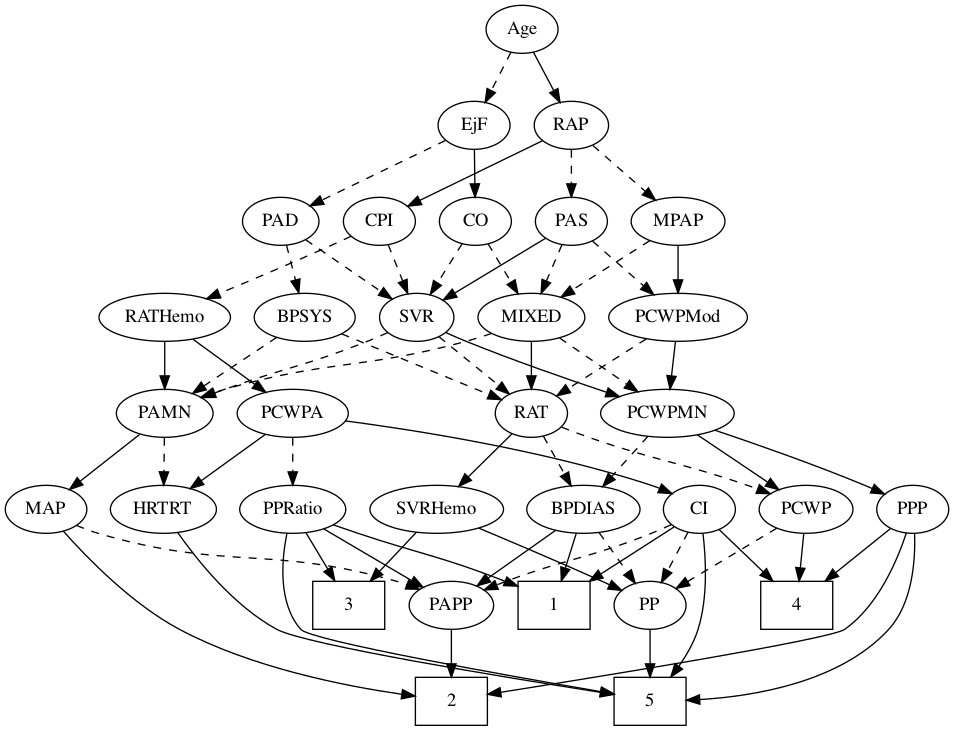 Age
EjF
RAP
PAD
CPI
CO
PAS
MPAP
RATHemo
BPSYS
SVR
MIXED
PCWPMod
PAMN
PCWPA
RAT
PCWPMN
MAP
HRTRT
PPRatio
SVRHemo
BPDIAS
CI
PCWP
PPP
3
PAPP
1
PP
4
2
5